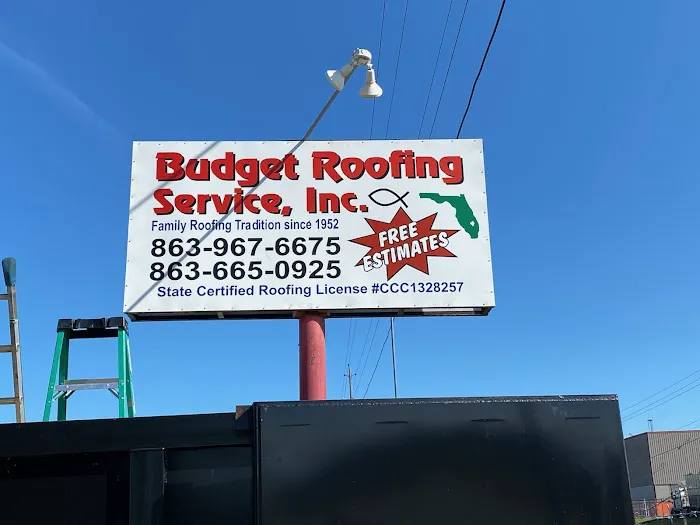 Budget Roofing
Service, Inc.
Family Roofing Tradition since 1952
863-967-6675
863-665-0925
FREE
ESTIMATES
State Certified Roofing License #CCC1328257